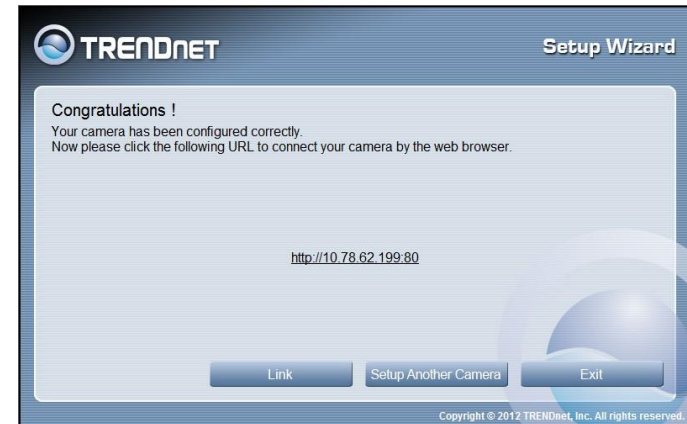 TRENDNET
Setup Wizard
Congratulations !
Your camera has been configured correctly.
Now please click the following URL to connect your camera by the web browser.
http://10.78.62.199:80
Link
Setup Another Camera
Exit
Copyright © 2012 TRENDnet, Inc. All rights reserved.